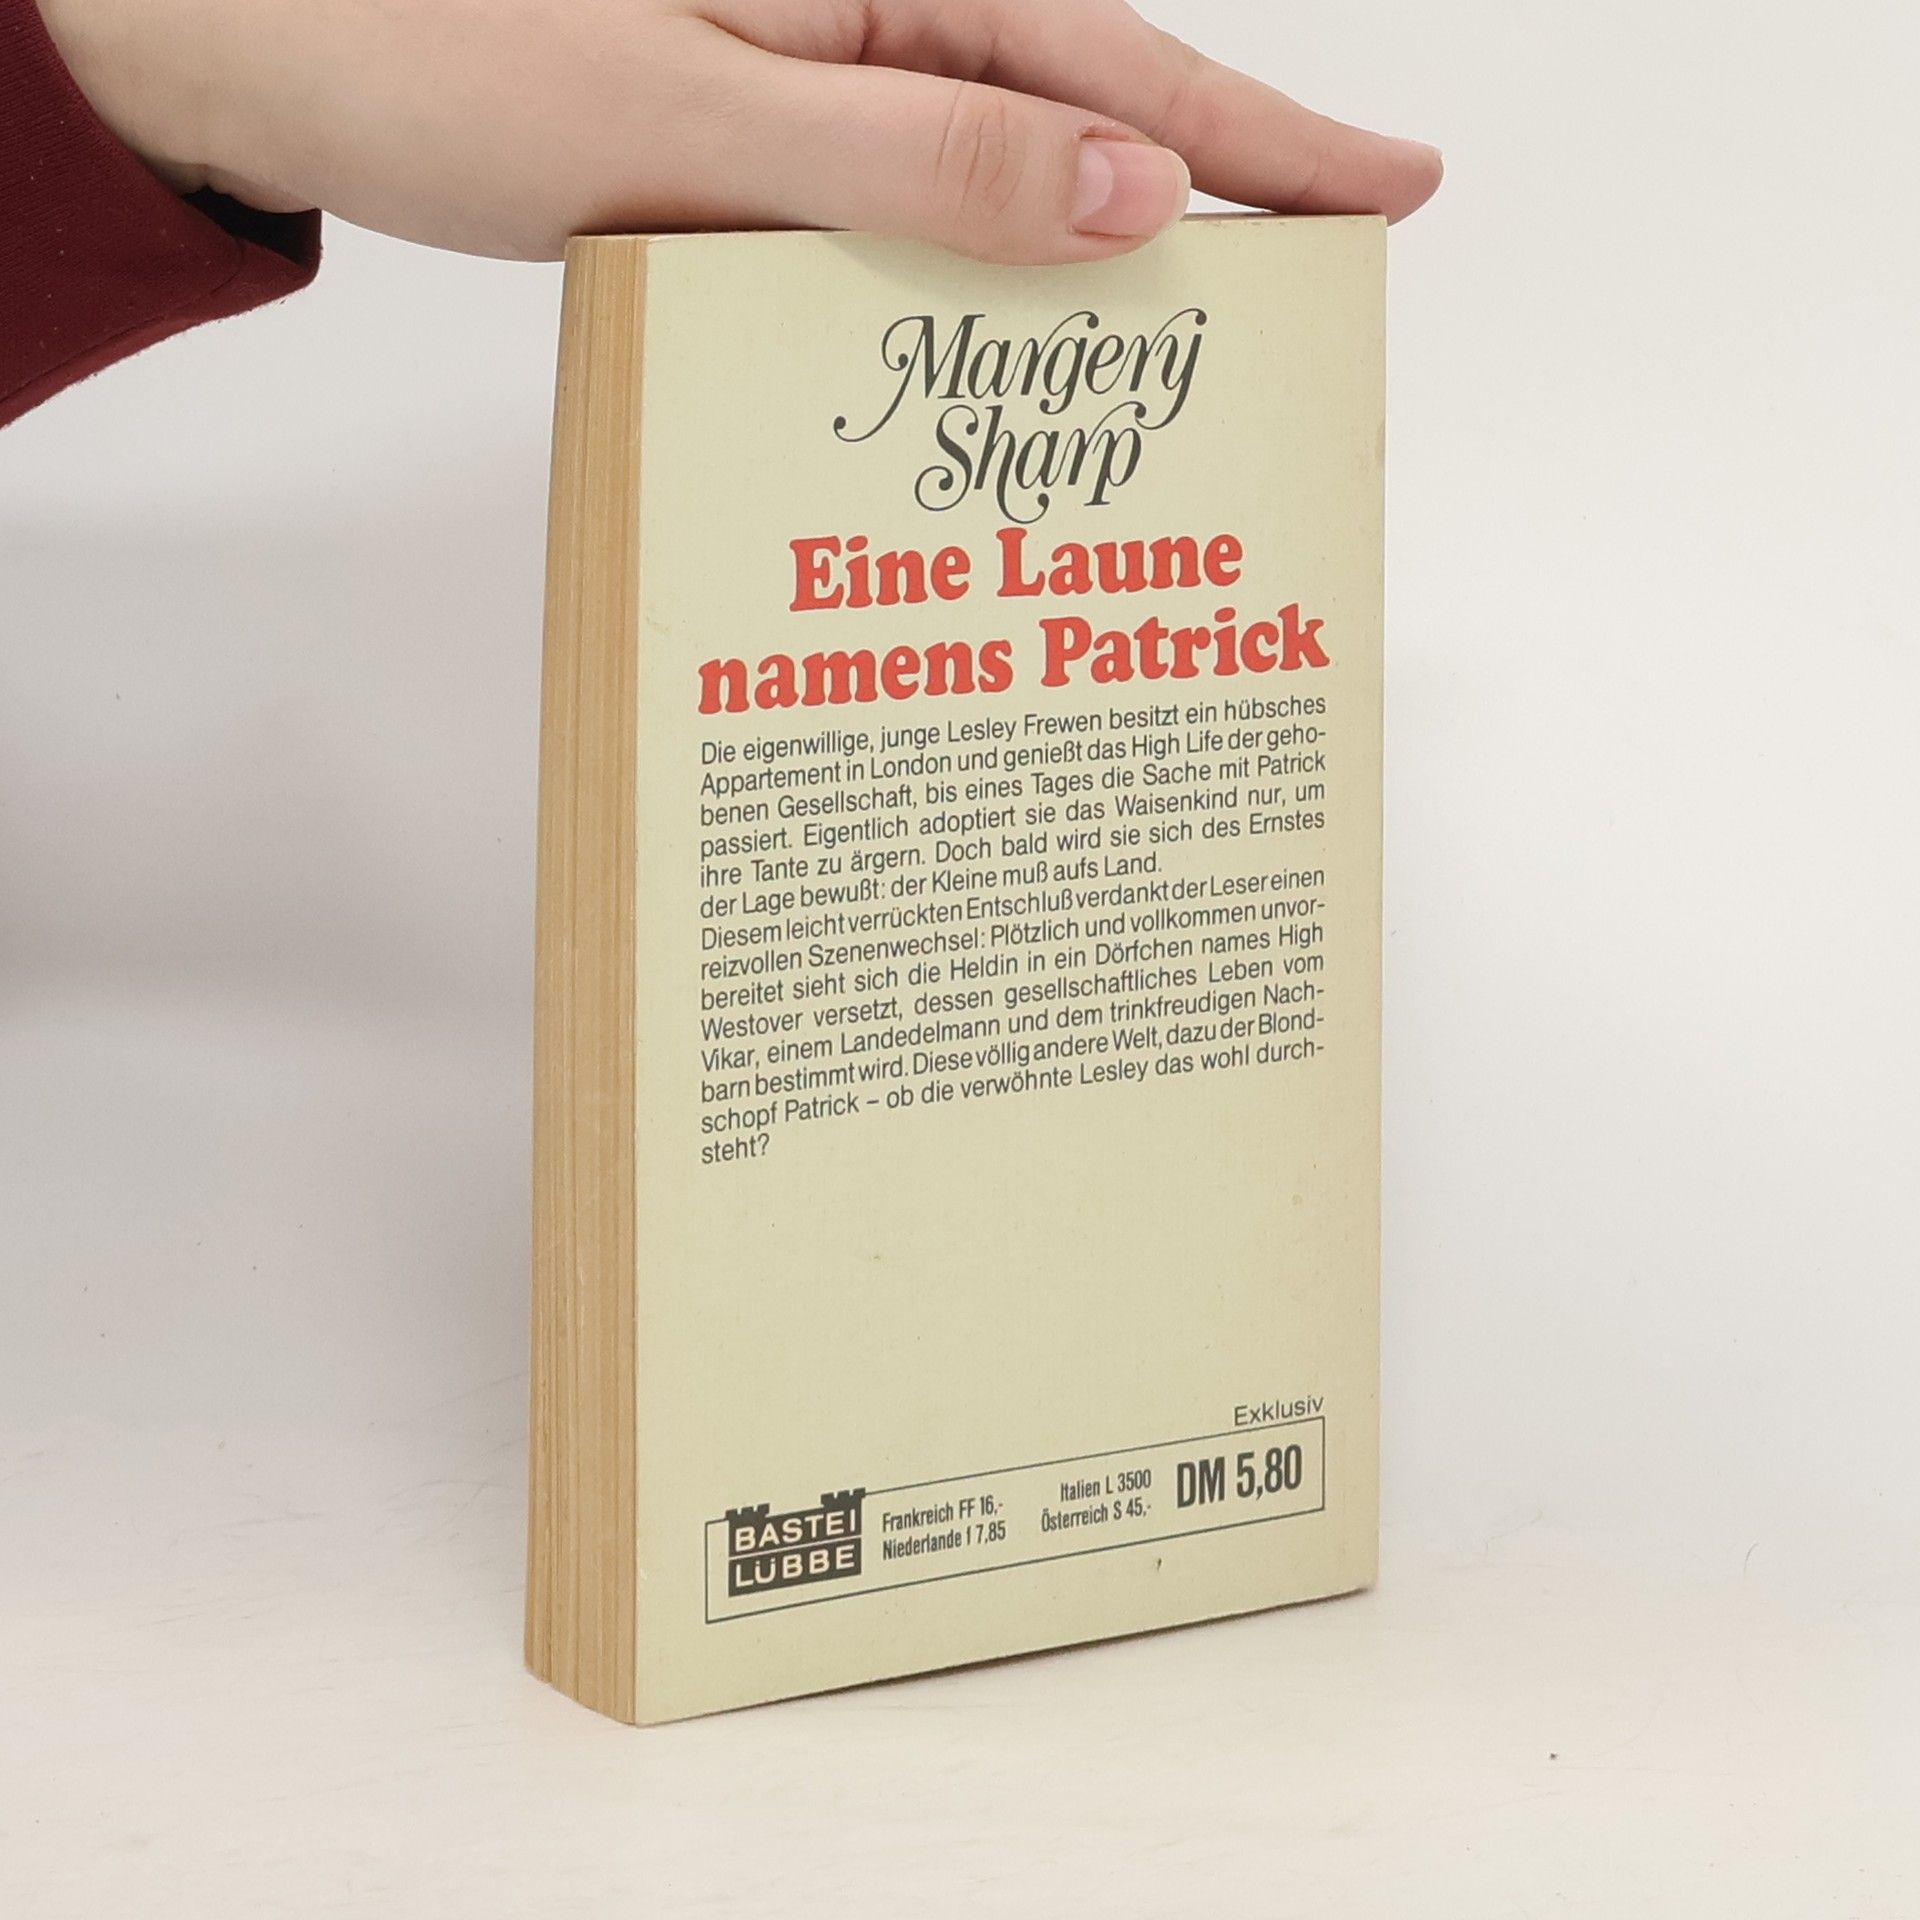 Margery
Sharp
Eine Laune
namens Patrick
Die eigenwillige, junge Lesley Frewen besitzt ein hübsches
Appartement in London und genießt das High Life der geho-
benen Gesellschaft, bis eines Tages die Sache mit Patrick
passiert. Eigentlich adoptiert sie das Waisenkind nur, um
ihre Tante zu ärgern. Doch bald wird sie sich des Ernstes
der Lage bewußt: der Kleine muß aufs Land.
Diesem leicht verrückten Entschluß verdankt der Leser einen
reizvollen Szenenwechsel: Plötzlich und vollkommen unvor-
bereitet sieht sich die Heldin in ein Dörfchen names High
Westover versetzt, dessen gesellschaftliches Leben vom
Vikar, einem Landedelmann und dem trinkfreudigen Nach-
barn bestimmt wird. Diese völlig andere Welt, dazu der Blond-
schopf Patrick – ob die verwöhnte Lesley das wohl durch-
steht?
Exklusiv
BASTEI
LÜBBE
Frankreich FF 16,-
Niederlande f 7,85
Italien L 3500
Österreich S 45,-
DM 5,80